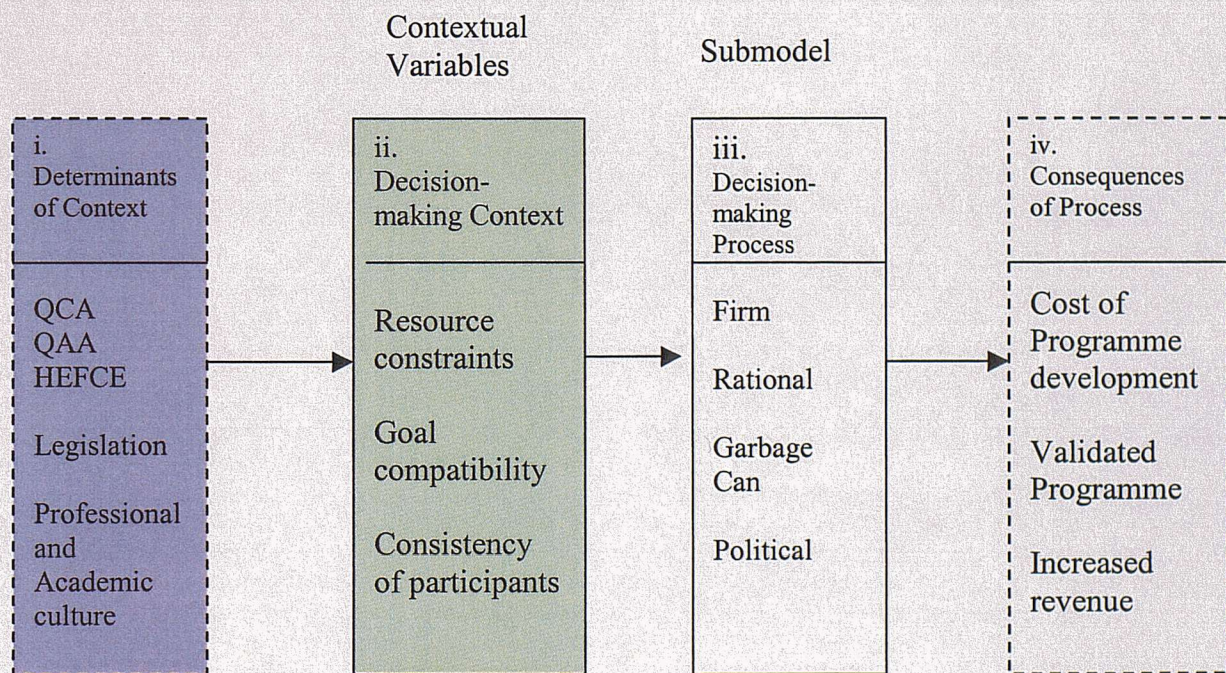 Contextual
Variables
Submodel
i.
Determinants
of Context
QCA
QAA
HEFCE
Legislation
Professional
and
Academic
culture
ii.
Decision-
making Context
Resource
constraints
Goal
compatibility
Consistency
of participants
iii.
Decision-
making
Process
Firm
Rational
Garbage
Can
Political
iv.
Consequences
of Process
Cost of
Programme
development
Validated
Programme
Increased
revenue